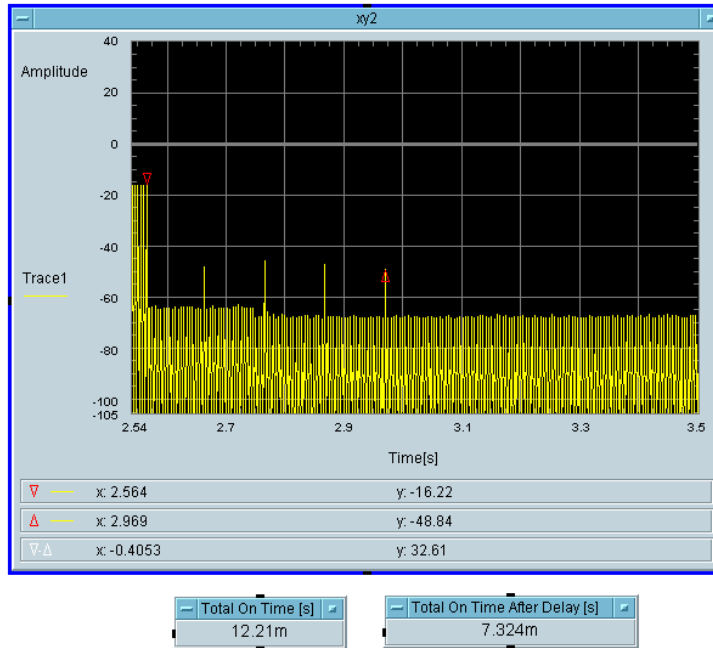 xy2
Amplitude
40
20
0
-20
-40
-60
-80
-100
-105
Trace1
2.54 2.7 2.9 3.1 3.3 3.5
Time[s]
x: 2.564 y: -16.22
x: 2.969 y: -48.84
x: -0.4053 y: 32.61
Total On Time [s]
12.21m
Total On Time After Delay [s]
7.324m